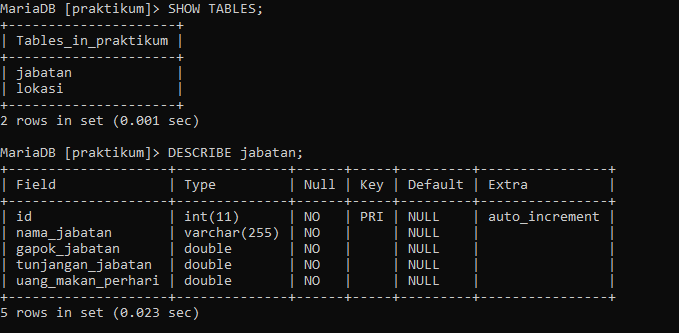 MariaDB [praktikum]> SHOW TABLES;
+---------------------+
| Tables_in_praktikum |
+---------------------+
| jabatan             |
| lokasi              |
+---------------------+
2 rows in set (0.001 sec)

MariaDB [praktikum]> DESCRIBE jabatan;
+-------------------+--------------+------+-----+---------+----------------+
| Field             | Type         | Null | Key | Default | Extra          |
+-------------------+--------------+------+-----+---------+----------------+
| id                | int(11)      | NO   | PRI | NULL    | auto_increment |
| nama_jabatan      | varchar(255) | NO   |     | NULL    |                |
| gapok_jabatan     | double       | NO   |     | NULL    |                |
| tunjangan_jabatan | double       | NO   |     | NULL    |                |
| uang_makan_perhari | double       | NO   |     | NULL    |                |
+-------------------+--------------+------+-----+---------+----------------+
5 rows in set (0.023 sec)